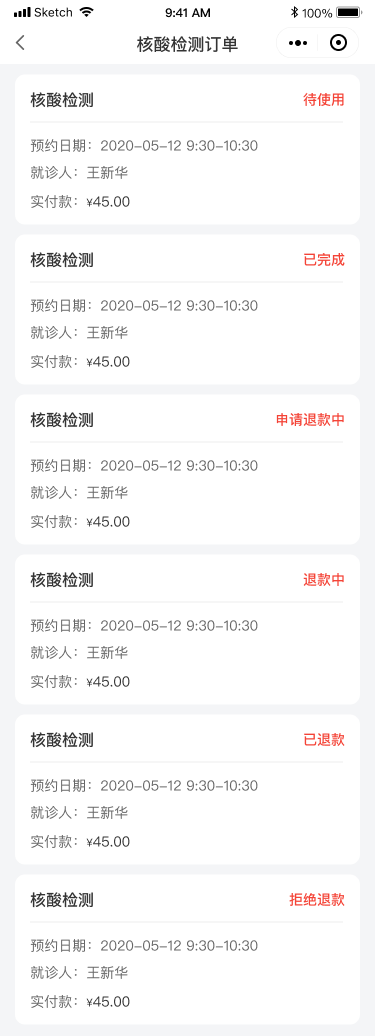 Sketch 9:41 AM 100%
核酸检测订单
核酸检测 待使用
预约日期：2020-05-12 9:30-10:30
就诊人：王新华
实付款：¥45.00
核酸检测 已完成
预约日期：2020-05-12 9:30-10:30
就诊人：王新华
实付款：¥45.00
核酸检测 申请退款中
预约日期：2020-05-12 9:30-10:30
就诊人：王新华
实付款：¥45.00
核酸检测 退款中
预约日期：2020-05-12 9:30-10:30
就诊人：王新华
实付款：¥45.00
核酸检测 已退款
预约日期：2020-05-12 9:30-10:30
就诊人：王新华
实付款：¥45.00
核酸检测 拒绝退款
预约日期：2020-05-12 9:30-10:30
就诊人：王新华
实付款：¥45.00